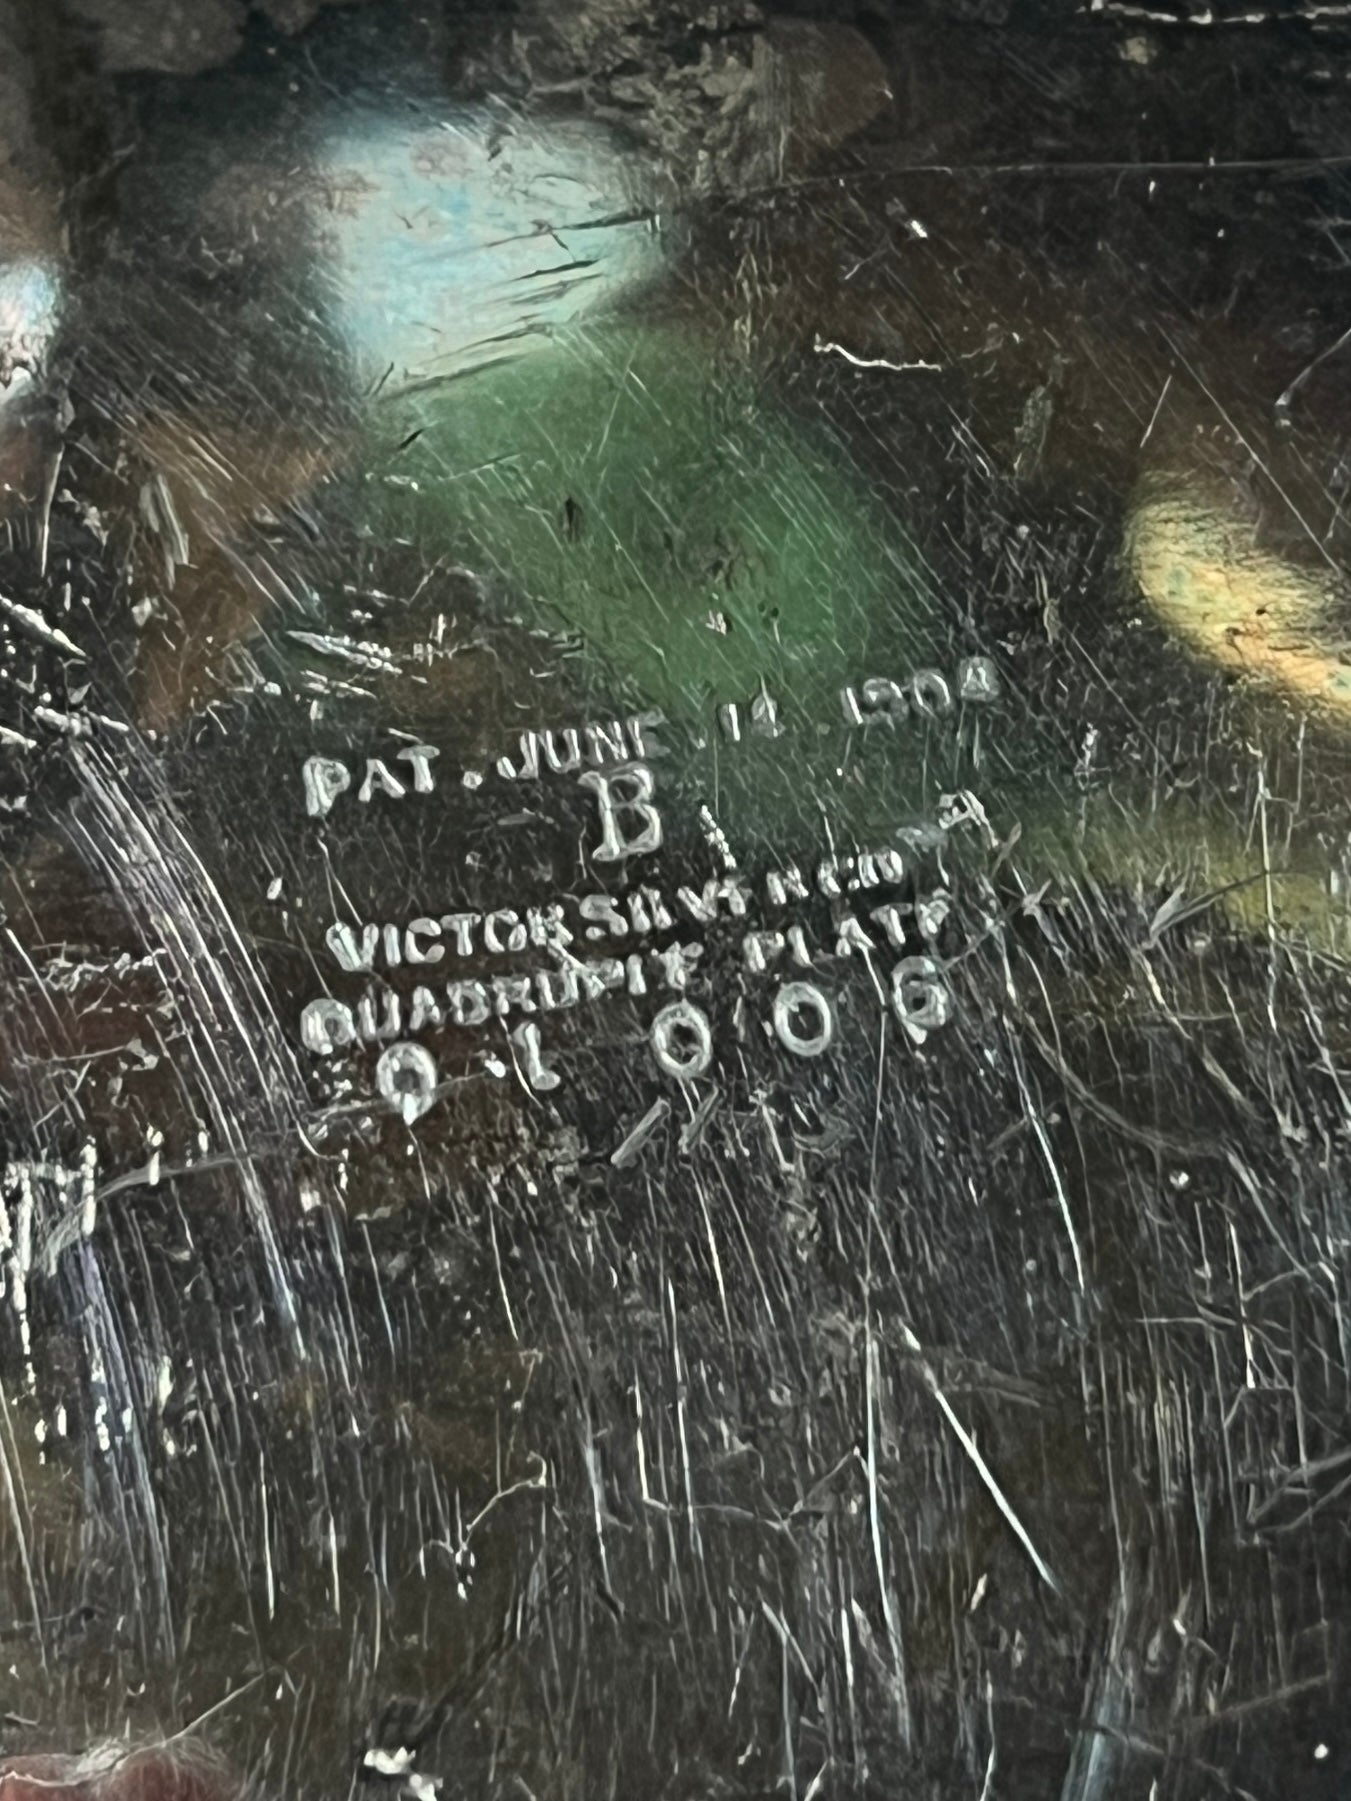 PAT. JUNE 14. 1904
B
VICTOR SILVER CO
QUADRUPLE PLATE
01006